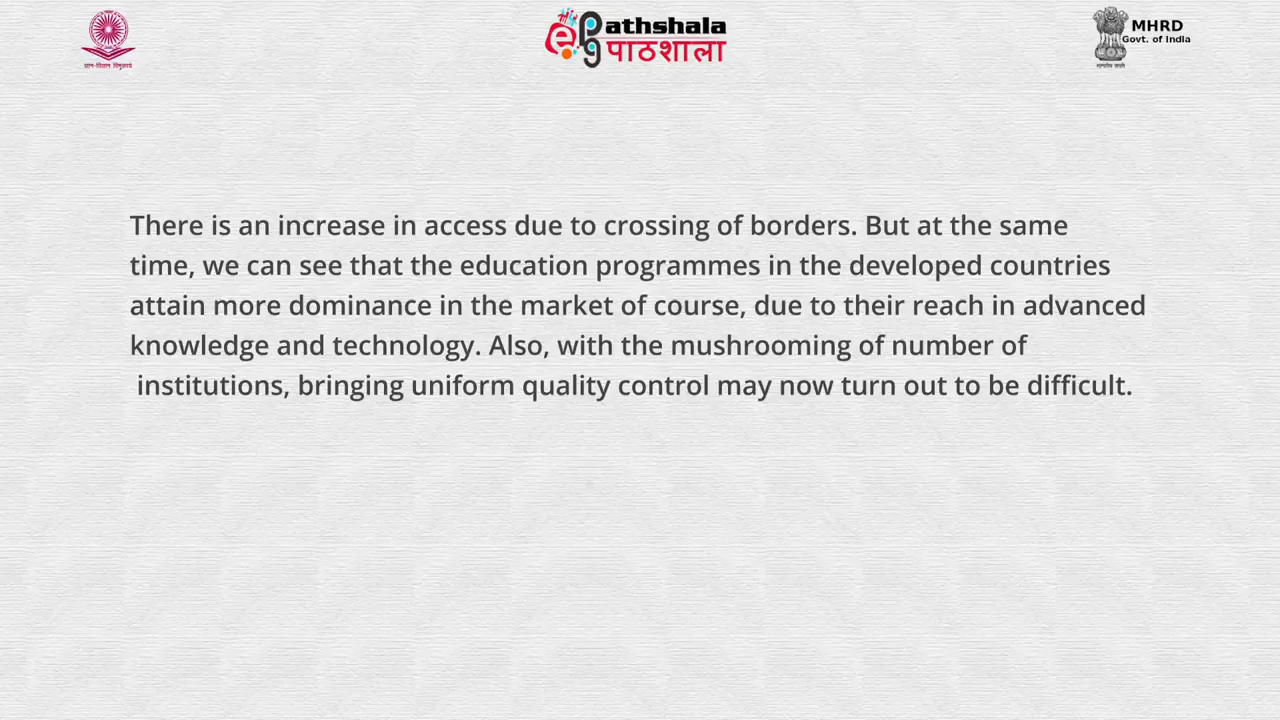 ePG Pathshala
पाठशाला
MHRD
Govt. of India
ज्ञान-विज्ञान विमुक्तये
There is an increase in access due to crossing of borders. But at the same
time, we can see that the education programmes in the developed countries
attain more dominance in the market of course, due to their reach in advanced
knowledge and technology. Also, with the mushrooming of number of
institutions, bringing uniform quality control may now turn out to be difficult.